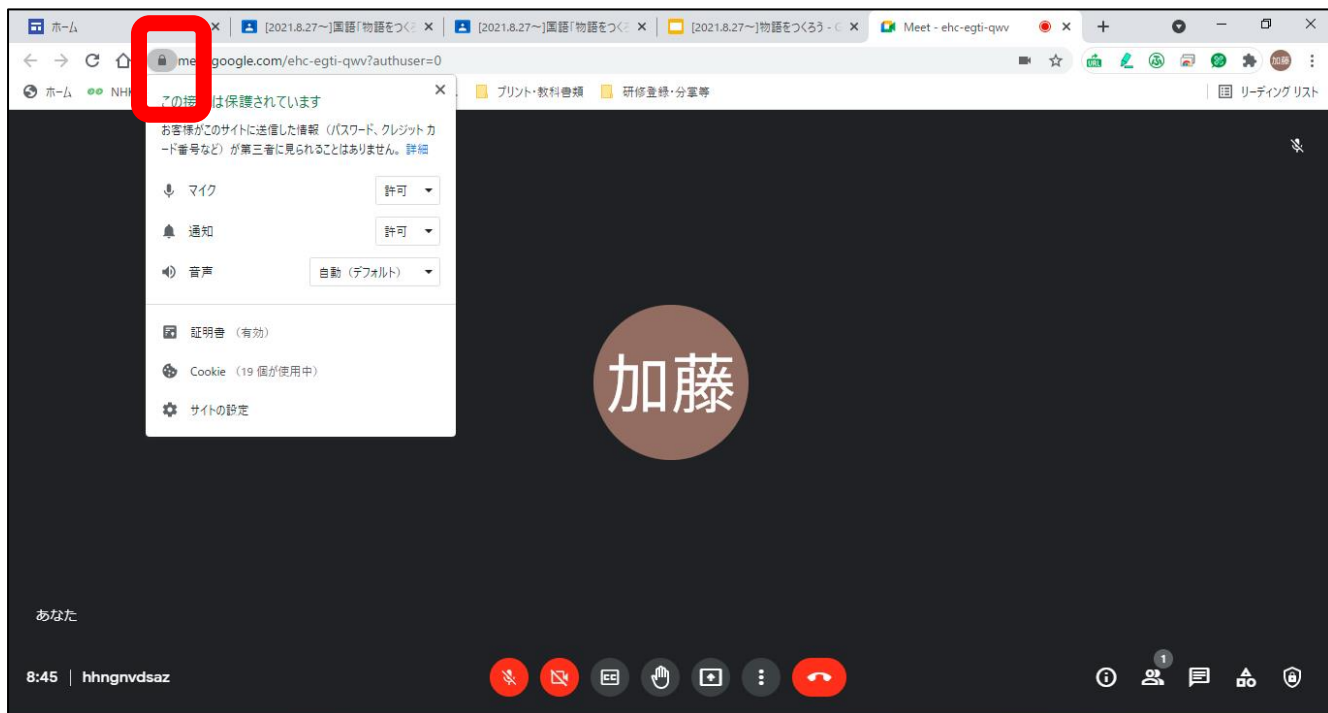 ホーム
[2021.8.27～]国語「物語をつくろ
[2021.8.27～]国語「物語をつくろ
[2021.8.27～]物語をつくろう - G
Meet - ehc-egti-qwv
google.com/ehc-egti-qwv?authuser=0
加藤
ホーム
NH
プリント・教科書類
研修登録・分掌等
リーディング リスト
この接 は保護されています
お客様がこのサイトに送信した情報（パスワード、クレジット カ
ード番号など）が第三者に見られることはありません。 詳細
マイク 許可
通知 許可
音声 自動（デフォルト）
証明書 （有効）
Cookie （19 個が使用中）
サイトの設定
加藤
あなた
8:45 | hhngnvdsaz
CC
1